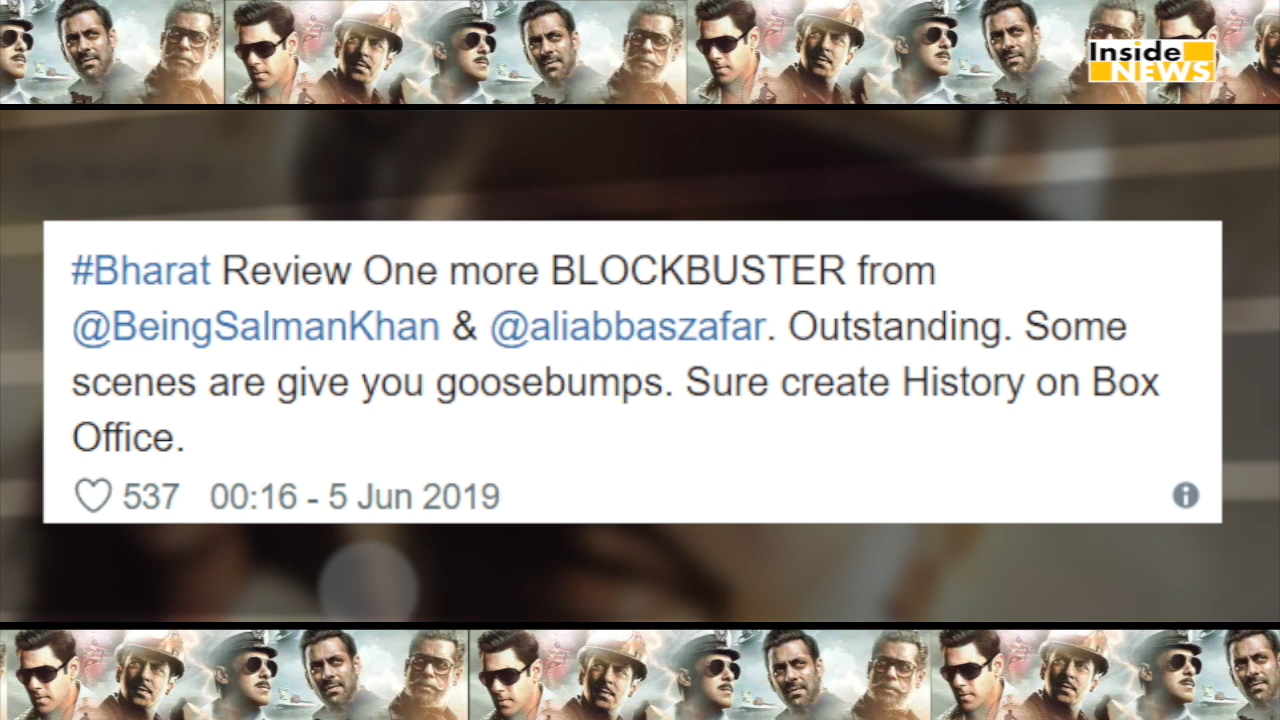 Inside
NEWS
#Bharat Review One more BLOCKBUSTER from
@BeingSalmanKhan & @aliabbaszafar. Outstanding. Some
scenes are give you goosebumps. Sure create History on Box
Office.
537 00:16 - 5 Jun 2019